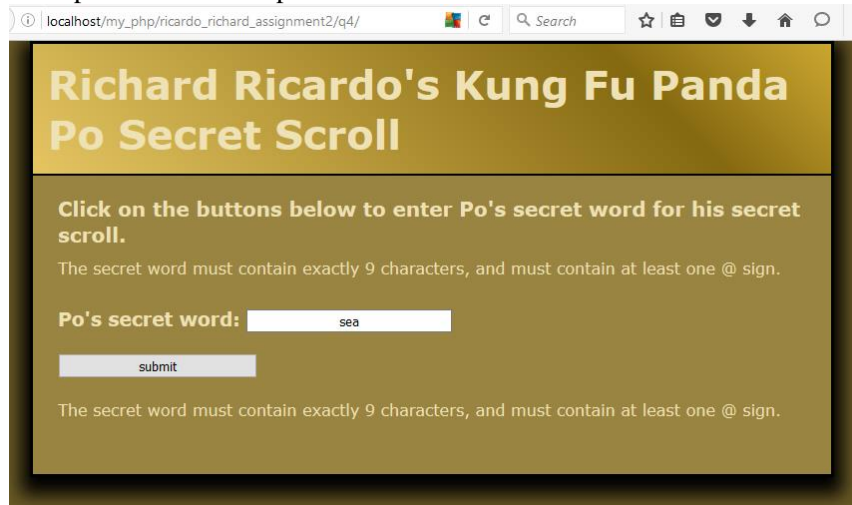 localhost/my_php/ricardo_richard_assignment2/q4/
Search
Richard Ricardo's Kung Fu Panda
Po Secret Scroll
Click on the buttons below to enter Po's secret word for his secret
scroll.
The secret word must contain exactly 9 characters, and must contain at least one @ sign.
Po's secret word:
sea
submit
The secret word must contain exactly 9 characters, and must contain at least one @ sign.